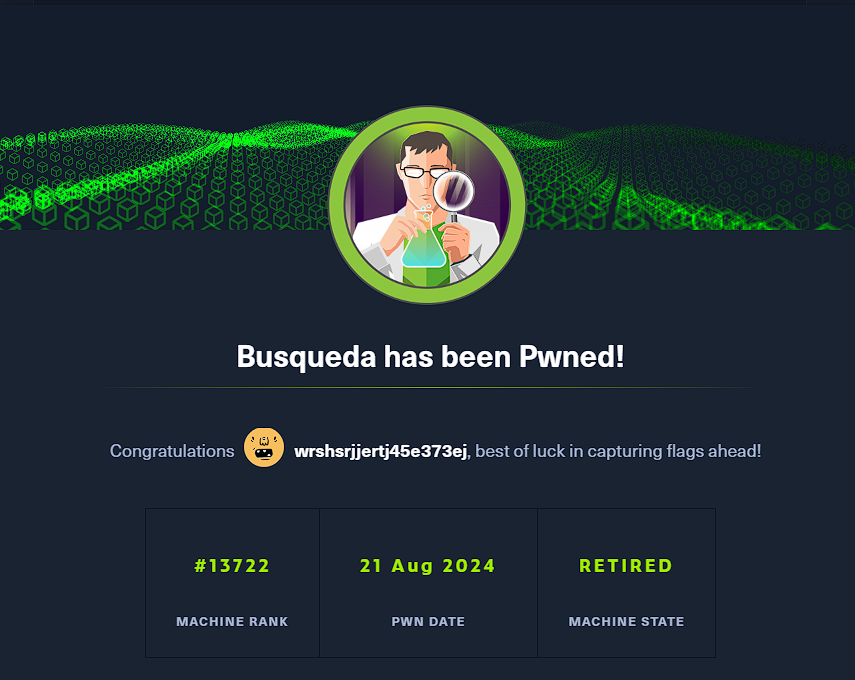 Busqueda has been Pwned!
Congratulations wrshsrjjertj45e373ej, best of luck in capturing flags ahead!
#13722 21 Aug 2024 RETIRED
MACHINE RANK PWN DATE MACHINE STATE